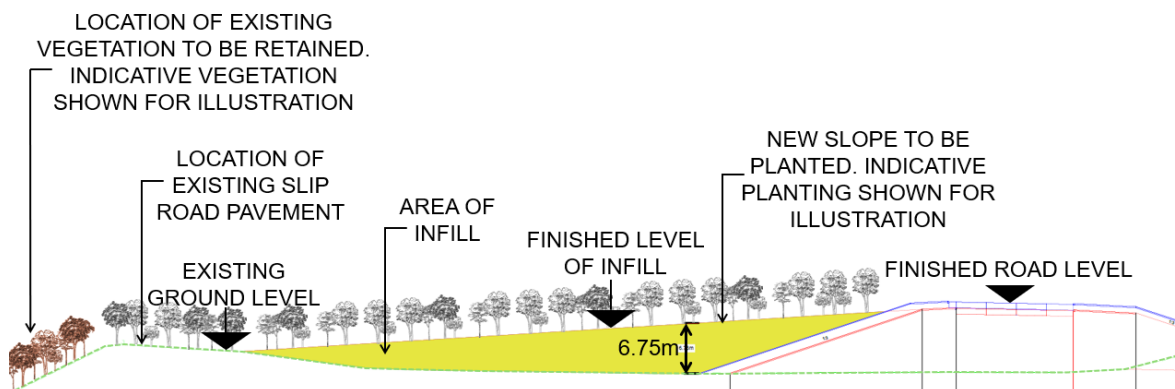 LOCATION OF EXISTING
VEGETATION TO BE RETAINED.
INDICATIVE VEGETATION
SHOWN FOR ILLUSTRATION
LOCATION OF
EXISTING SLIP
ROAD PAVEMENT
EXISTING
GROUND LEVEL
AREA OF
INFILL
FINISHED LEVEL
OF INFILL
NEW SLOPE TO BE
PLANTED. INDICATIVE
PLANTING SHOWN FOR
ILLUSTRATION
FINISHED ROAD LEVEL
6.75m